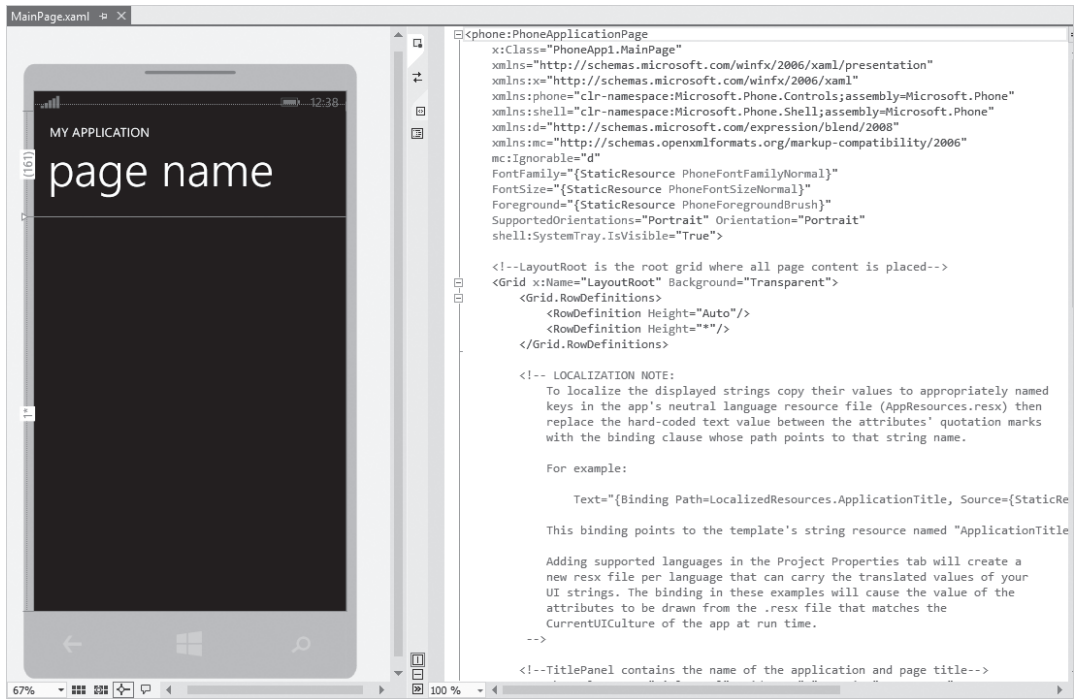 MainPage.xaml
12:38
MY APPLICATION
page name
(161)
1*
67%
<phone:PhoneApplicationPage
x:Class="PhoneApp1.MainPage"
xmlns="http://schemas.microsoft.com/winfx/2006/xaml/presentation"
xmlns:x="http://schemas.microsoft.com/winfx/2006/xaml"
xmlns:phone="clr-namespace:Microsoft.Phone.Controls;assembly=Microsoft.Phone"
xmlns:shell="clr-namespace:Microsoft.Phone.Shell;assembly=Microsoft.Phone"
xmlns:d="http://schemas.microsoft.com/expression/blend/2008"
xmlns:mc="http://schemas.openxmlformats.org/markup-compatibility/2006"
mc:Ignorable="d"
FontFamily="{StaticResource PhoneFontFamilyNormal}"
FontSize="{StaticResource PhoneFontSizeNormal}"
Foreground="{StaticResource PhoneForegroundBrush}"
SupportedOrientations="Portrait" Orientation="Portrait"
shell:SystemTray.IsVisible="True">
<!--LayoutRoot is the root grid where all page content is placed-->
<Grid x:Name="LayoutRoot" Background="Transparent">
<Grid.RowDefinitions>
<RowDefinition Height="Auto"/>
<RowDefinition Height="*"/>
</Grid.RowDefinitions>
<!-- LOCALIZATION NOTE:
To localize the displayed strings copy their values to appropriately named
keys in the app's neutral language resource file (AppResources.resx) then
replace the hard-coded text value between the attributes' quotation marks
with the binding clause whose path points to that string name.
For example:
Text="{Binding Path=LocalizedResources.ApplicationTitle, Source={StaticRe
This binding points to the template's string resource named "ApplicationTitle
Adding supported languages in the Project Properties tab will create a
new resx file per language that can carry the translated values of your
UI strings. The binding in these examples will cause the value of the
attributes to be drawn from the .resx file that matches the
CurrentUICulture of the app at run time.
-->
<!--TitlePanel contains the name of the application and page title-->
100 %